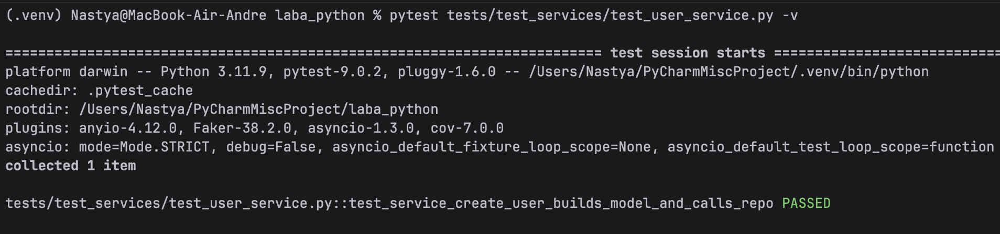 (.venv) Nastya@MacBook-Air-Andre laba_python % pytest tests/test_services/test_user_service.py -v
========================================================================= test session starts ============================
platform darwin -- Python 3.11.9, pytest-9.0.2, pluggy-1.6.0 -- /Users/Nastya/PyCharmMiscProject/.venv/bin/python
cachedir: .pytest_cache
rootdir: /Users/Nastya/PyCharmMiscProject/laba_python
plugins: anyio-4.12.0, Faker-38.2.0, asyncio-1.3.0, cov-7.0.0
asyncio: mode=Mode.STRICT, debug=False, asyncio_default_fixture_loop_scope=None, asyncio_default_test_loop_scope=function
collected 1 item
tests/test_services/test_user_service.py::test_service_create_user_builds_model_and_calls_repo PASSED